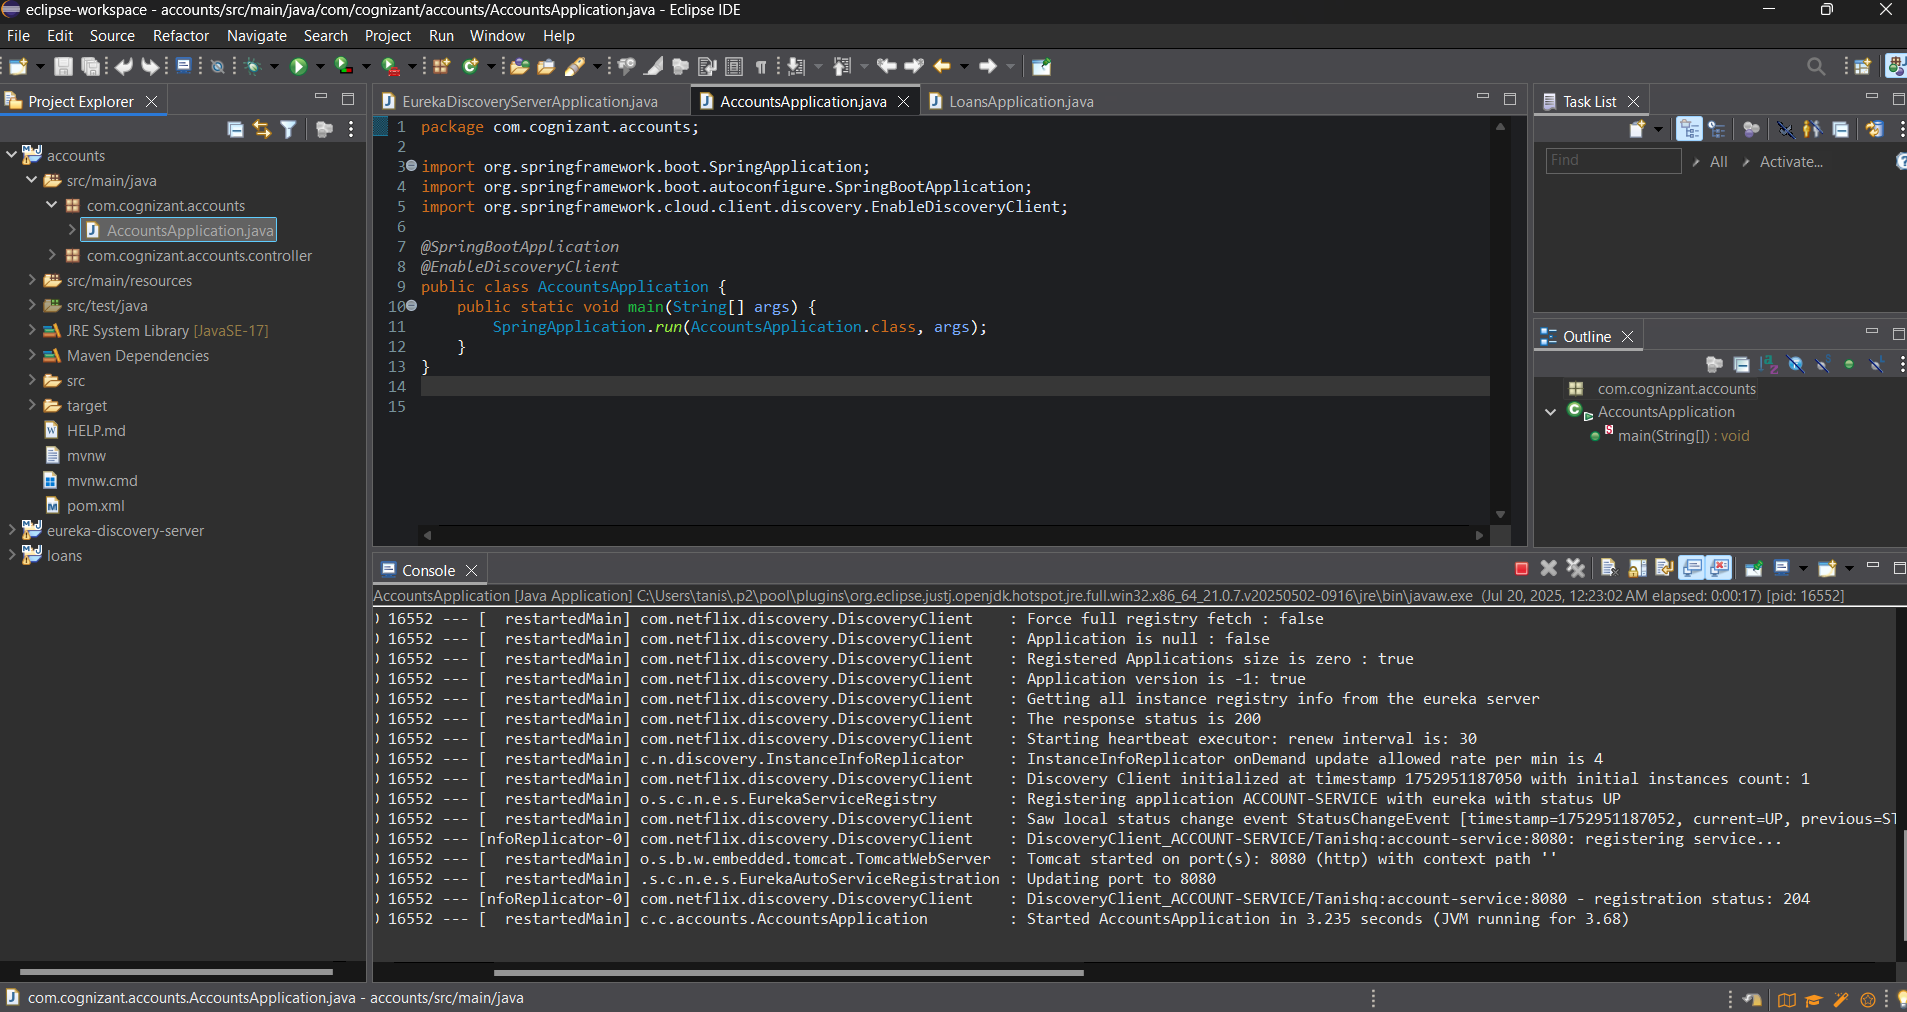 eclipse-workspace - accounts/src/main/java/com/cognizant/accounts/AccountsApplication.java - Eclipse IDE
File Edit Source Refactor Navigate Search Project Run Window Help
Project Explorer
accounts
src/main/java
com.cognizant.accounts
AccountsApplication.java
com.cognizant.accounts.controller
src/main/resources
src/test/java
JRE System Library [JavaSE-17]
Maven Dependencies
src
target
HELP.md
mvnw
mvnw.cmd
pom.xml
eureka-discovery-server
loans
EurekaDiscoveryServerApplication.java AccountsApplication.java LoansApplication.java
1 package com.cognizant.accounts;
2
3 import org.springframework.boot.SpringApplication;
4 import org.springframework.boot.autoconfigure.SpringBootApplication;
5 import org.springframework.cloud.client.discovery.EnableDiscoveryClient;
6
7 @SpringBootApplication
8 @EnableDiscoveryClient
9 public class AccountsApplication {
10 public static void main(String[] args) {
11 SpringApplication.run(AccountsApplication.class, args);
12 }
13 }
14
15
Task List
Find All Activate...
Outline
com.cognizant.accounts
AccountsApplication
main(String[]) : void
Console
AccountsApplication [Java Application] C:\Users\tanis\.p2\pool\plugins\org.eclipse.justj.openjdk.hotspot.jre.full.win32.x86_64_21.0.7.v20250502-0916\jre\bin\javaw.exe (Jul 20, 2025, 12:23:02 AM elapsed: 0:00:17) [pid: 16552]
) 16552 --- [ restartedMain] com.netflix.discovery.DiscoveryClient : Force full registry fetch : false
) 16552 --- [ restartedMain] com.netflix.discovery.DiscoveryClient : Application is null : false
) 16552 --- [ restartedMain] com.netflix.discovery.DiscoveryClient : Registered Applications size is zero : true
) 16552 --- [ restartedMain] com.netflix.discovery.DiscoveryClient : Application version is -1: true
) 16552 --- [ restartedMain] com.netflix.discovery.DiscoveryClient : Getting all instance registry info from the eureka server
) 16552 --- [ restartedMain] com.netflix.discovery.DiscoveryClient : The response status is 200
) 16552 --- [ restartedMain] com.netflix.discovery.DiscoveryClient : Starting heartbeat executor: renew interval is: 30
) 16552 --- [ restartedMain] c.n.discovery.InstanceInfoReplicator : InstanceInfoReplicator onDemand update allowed rate per min is 4
) 16552 --- [ restartedMain] com.netflix.discovery.DiscoveryClient : Discovery Client initialized at timestamp 1752951187050 with initial instances count: 1
) 16552 --- [ restartedMain] o.s.c.n.e.s.EurekaServiceRegistry : Registering application ACCOUNT-SERVICE with eureka with status UP
) 16552 --- [ restartedMain] com.netflix.discovery.DiscoveryClient : Saw local status change event StatusChangeEvent [timestamp=1752951187052, current=UP, previous=ST
) 16552 --- [nfoReplicator-0] com.netflix.discovery.DiscoveryClient : DiscoveryClient_ACCOUNT-SERVICE/Tanishq:account-service:8080: registering service...
) 16552 --- [ restartedMain] o.s.b.w.embedded.tomcat.TomcatWebServer : Tomcat started on port(s): 8080 (http) with context path ''
) 16552 --- [ restartedMain] .s.c.n.e.s.EurekaAutoServiceRegistration : Updating port to 8080
) 16552 --- [nfoReplicator-0] com.netflix.discovery.DiscoveryClient : DiscoveryClient_ACCOUNT-SERVICE/Tanishq:account-service:8080 - registration status: 204
) 16552 --- [ restartedMain] c.c.accounts.AccountsApplication : Started AccountsApplication in 3.235 seconds (JVM running for 3.68)
com.cognizant.accounts.AccountsApplication.java - accounts/src/main/java